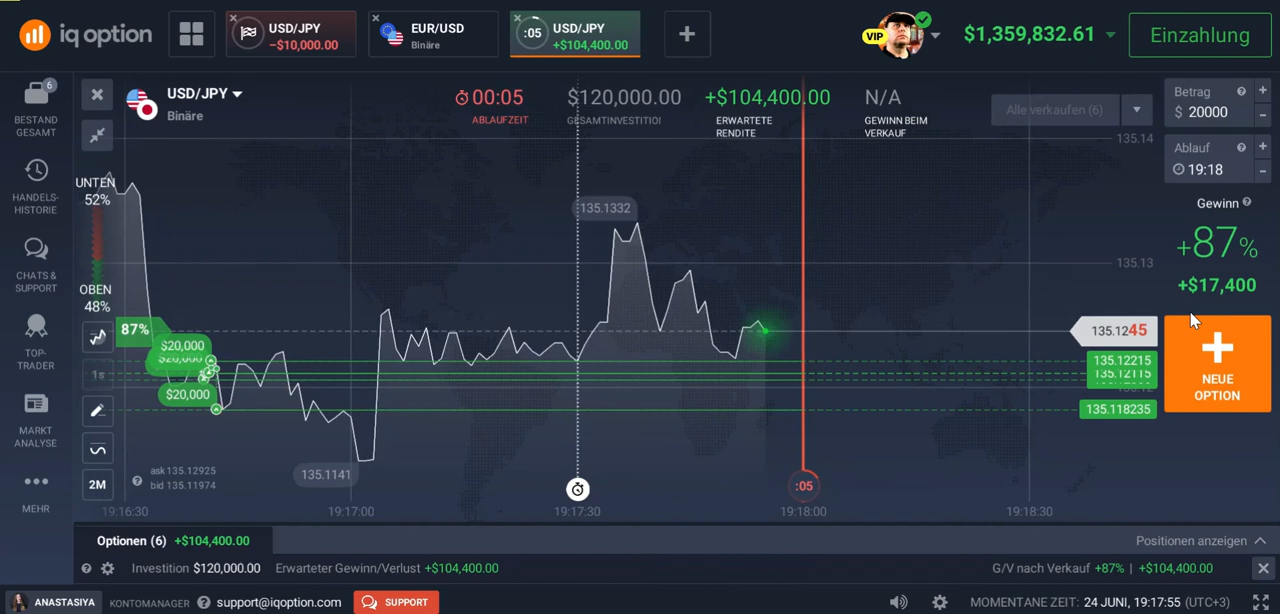 iq option
USD/JPY
−$10,000.00
EUR/USD
Binäre
:05
USD/JPY
+$104,400.00
VIP
$1,359,832.61
Einzahlung
6
BESTAND
GESAMT
HANDELS-
HISTORIE
CHATS &
SUPPORT
TOP-
TRADER
MARKT
ANALYSE
MEHR
USD/JPY
Binäre
00:05
ABLAUFZEIT
$120,000.00
GESAMTINVESTITIOI
+$104,400.00
ERWARTETE
RENDITE
N/A
GEWINN BEIM
VERKAUF
Alle verkaufen (6)
Betrag
$ 20000
Ablauf
19:18
Gewinn
+87%
+$17,400
NEUE
OPTION
UNTEN
52%
OBEN
48%
87%
$20,000
$20,000
$20,000
1s
2M
135.14
135.13
135.1332
135.1245
135.12215
135.12115
135.118235
135.1141
ask 135.12925
bid 135.11974
:05
19:16:30
19:17:00
19:17:30
19:18:00
19:18:30
Optionen (6) +$104,400.00
Positionen anzeigen
Investition $120,000.00 Erwarteter Gewinn/Verlust +$104,400.00
G/V nach Verkauf +87% | +$104,400.00
ANASTASIYA KONTOMANAGER support@iqoption.com SUPPORT
MOMENTANE ZEIT: 24 JUNI, 19:17:55 (UTC+3)